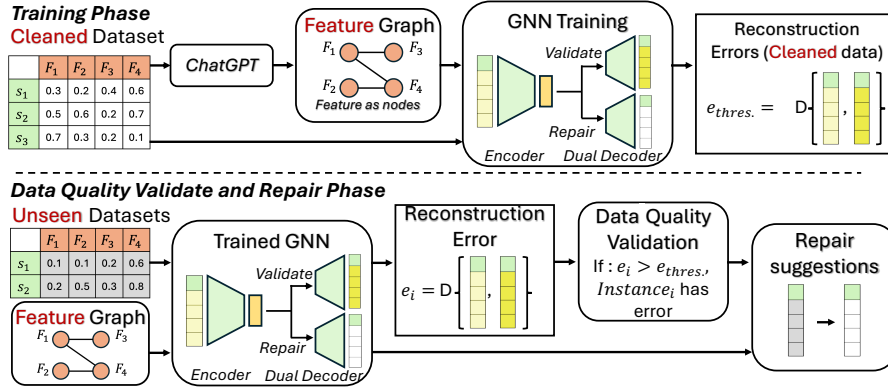 Training Phase
Cleaned Dataset
F₁ F₂ F₃ F₄
s₁ 0.3 0.2 0.4 0.6
s₂ 0.5 0.6 0.2 0.7
s₃ 0.7 0.3 0.2 0.1
ChatGPT
Feature Graph
F₁ F₃
F₂ F₄
Feature as nodes
GNN Training
Validate
Repair
Encoder Dual Decoder
Reconstruction
Errors (Cleaned data)
e_thres. = D { , }
Data Quality Validate and Repair Phase
Unseen Datasets
F₁ F₂ F₃ F₄
s₁ 0.1 0.1 0.2 0.6
s₂ 0.2 0.5 0.3 0.8
Feature Graph
F₁ F₃
F₂ F₄
Trained GNN
Validate
Repair
Encoder Dual Decoder
Reconstruction
Error
eᵢ = D { , }
Data Quality
Validation
If : eᵢ > e_thres.,
Instanceᵢ has
error
Repair
suggestions